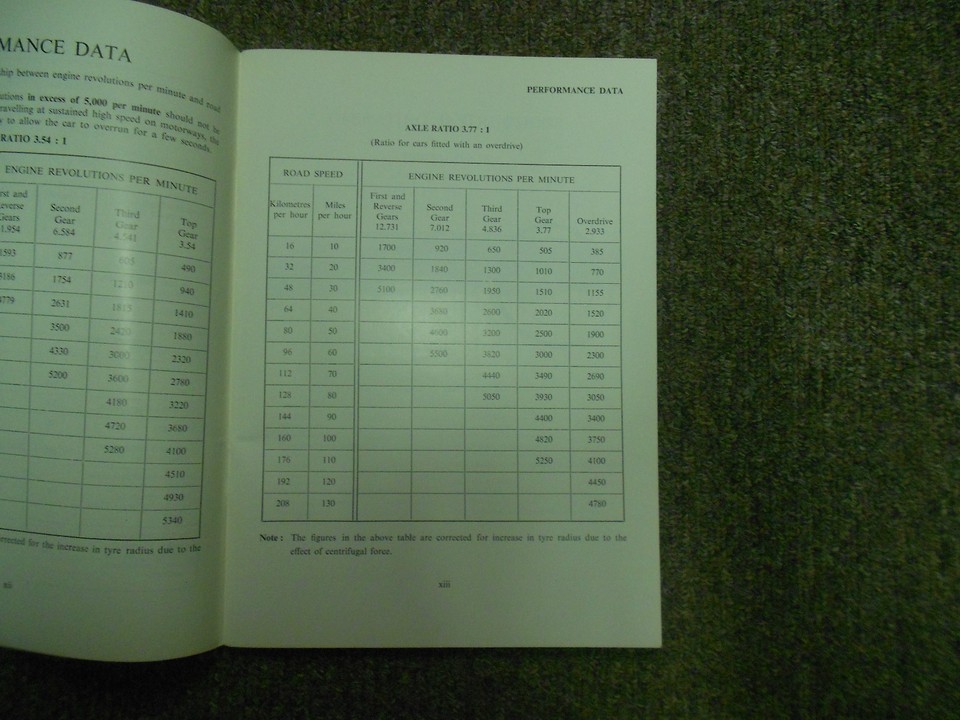 MANCE DATA
ship between engine revolutions per minute and road
in excess of 5,000 per minute should not be
travelling at sustained high speed on motorways, the
to allow the car to overrun for a few seconds.
RATIO 3.54 : 1
ENGINE REVOLUTIONS PER MINUTE
Second Third Top
Gear Gear Gear
6.584 3.54
877 605 490
1754 1210 940
2631 1815 1410
3500 2420 1880
4330 3000 2320
5200 3600 2780
4180 3220
4720 3680
5280 4100
4510
4930
5340
for the increase in tyre radius due to the
xii
PERFORMANCE DATA
AXLE RATIO 3.77 : 1
(Ratio for cars fitted with an overdrive)
ROAD SPEED ENGINE REVOLUTIONS PER MINUTE
Kilometres per hour Miles per hour First and Reverse Gears 12.731 Second Gear 7.012 Third Gear 4.836 Top Gear 3.77 Overdrive 2.933
16 10 1700 920 650 505 385
32 20 3400 1840 1300 1010 770
48 30 5100 2760 1950 1510 1155
64 40 3680 2600 2020 1520
80 50 4600 3200 2500 1900
96 60 5500 3820 3000 2300
112 70 4440 3490 2690
128 80 5050 3930 3050
144 90 4400 3400
160 100 4820 3750
176 110 5250 4100
192 120 4450
208 130 4780
Note : The figures in the above table are corrected for increase in tyre radius due to the
effect of centrifugal force.
xiii